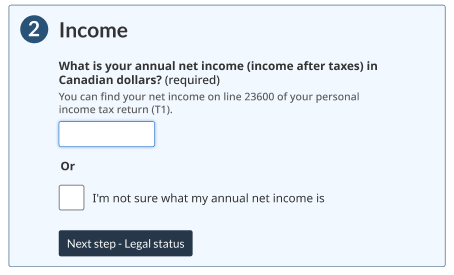 2 Income
What is your annual net income (income after taxes) in
Canadian dollars? (required)
You can find your net income on line 23600 of your personal
income tax return (T1).
Or
I'm not sure what my annual net income is
Next step - Legal status